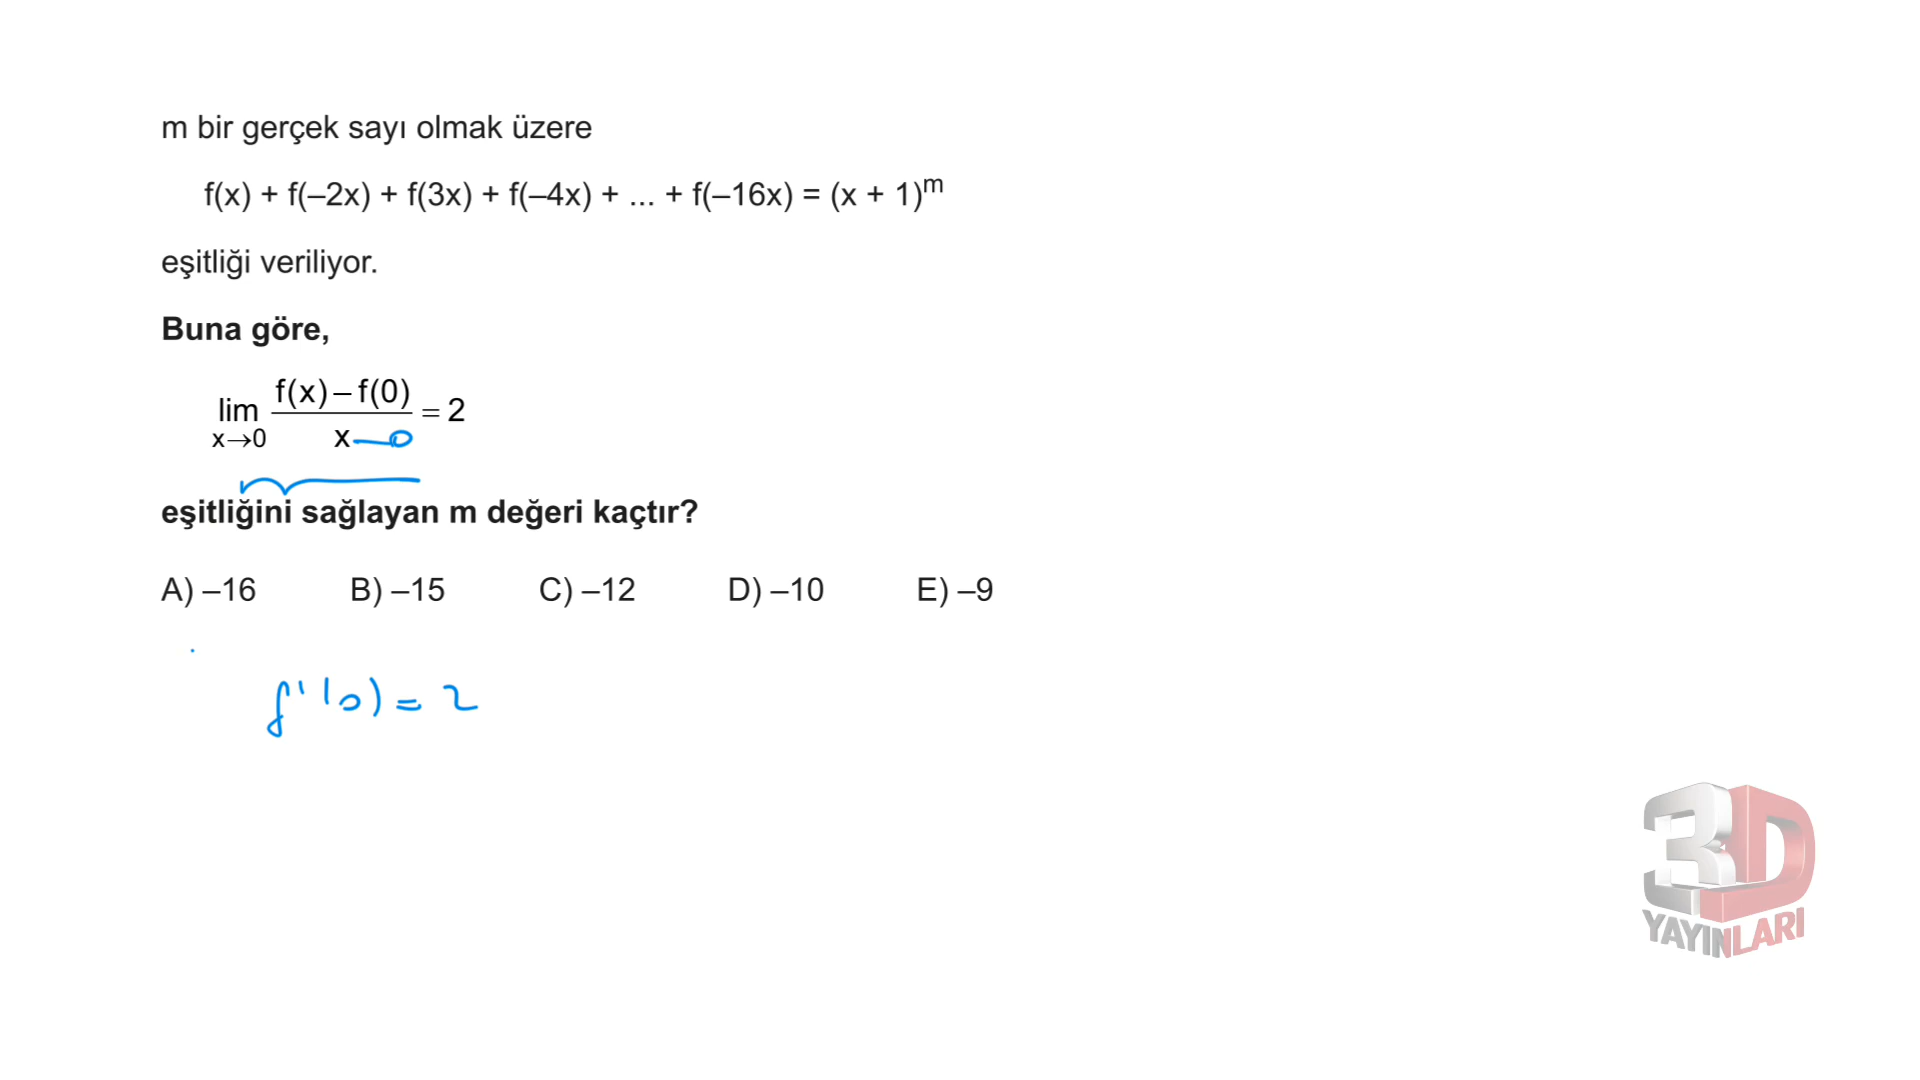 m bir gerçek sayı olmak üzere
f(x) + f(–2x) + f(3x) + f(–4x) + ... + f(–16x) = (x + 1)^m
eşitliği veriliyor.
Buna göre,
lim x→0 (f(x) – f(0)) / (x – 0) = 2
eşitliğini sağlayan m değeri kaçtır?
A) –16 B) –15 C) –12 D) –10 E) –9
f'(0) = 2
3D
YAYINLARI